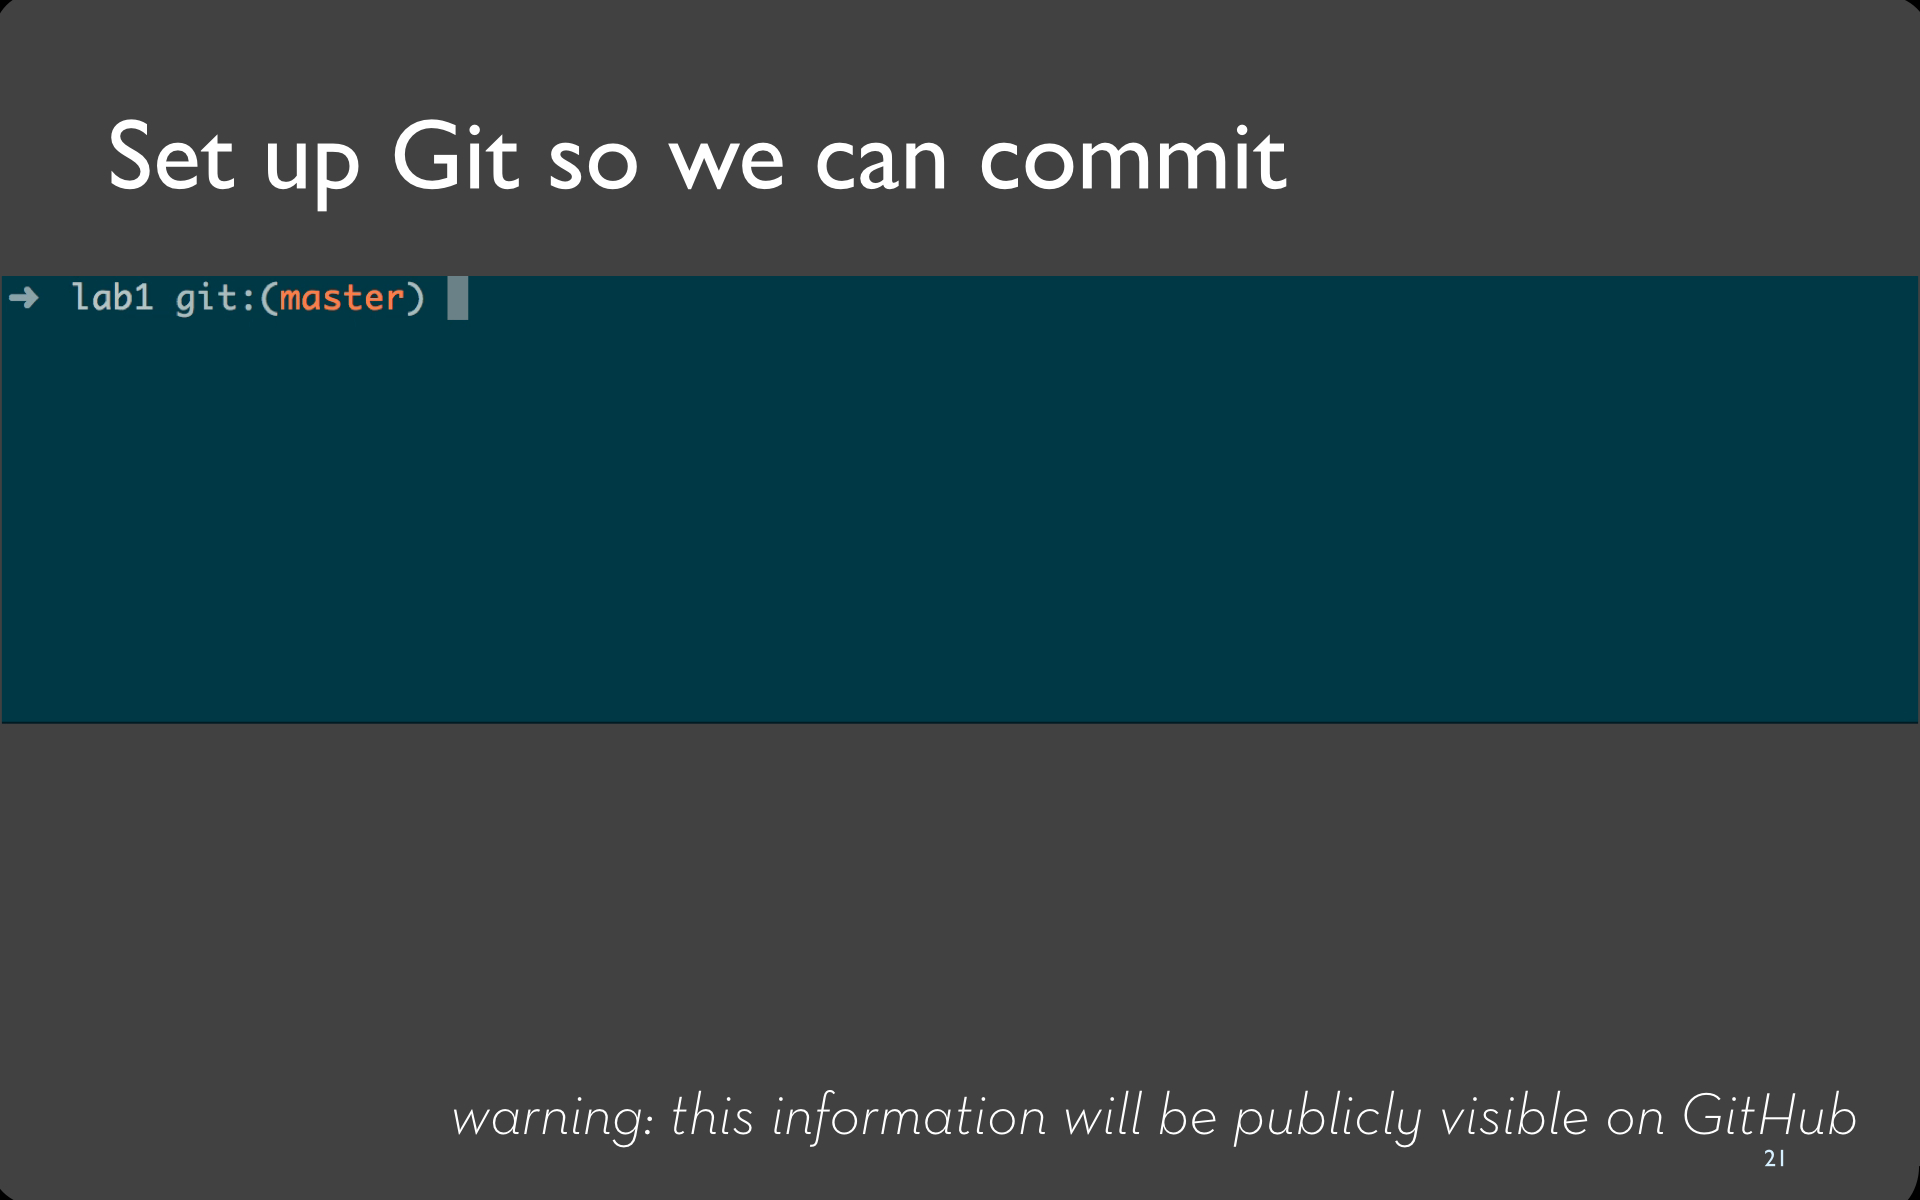 Set up Git so we can commit
➜ lab1 git:(master)
warning: this information will be publicly visible on GitHub
21